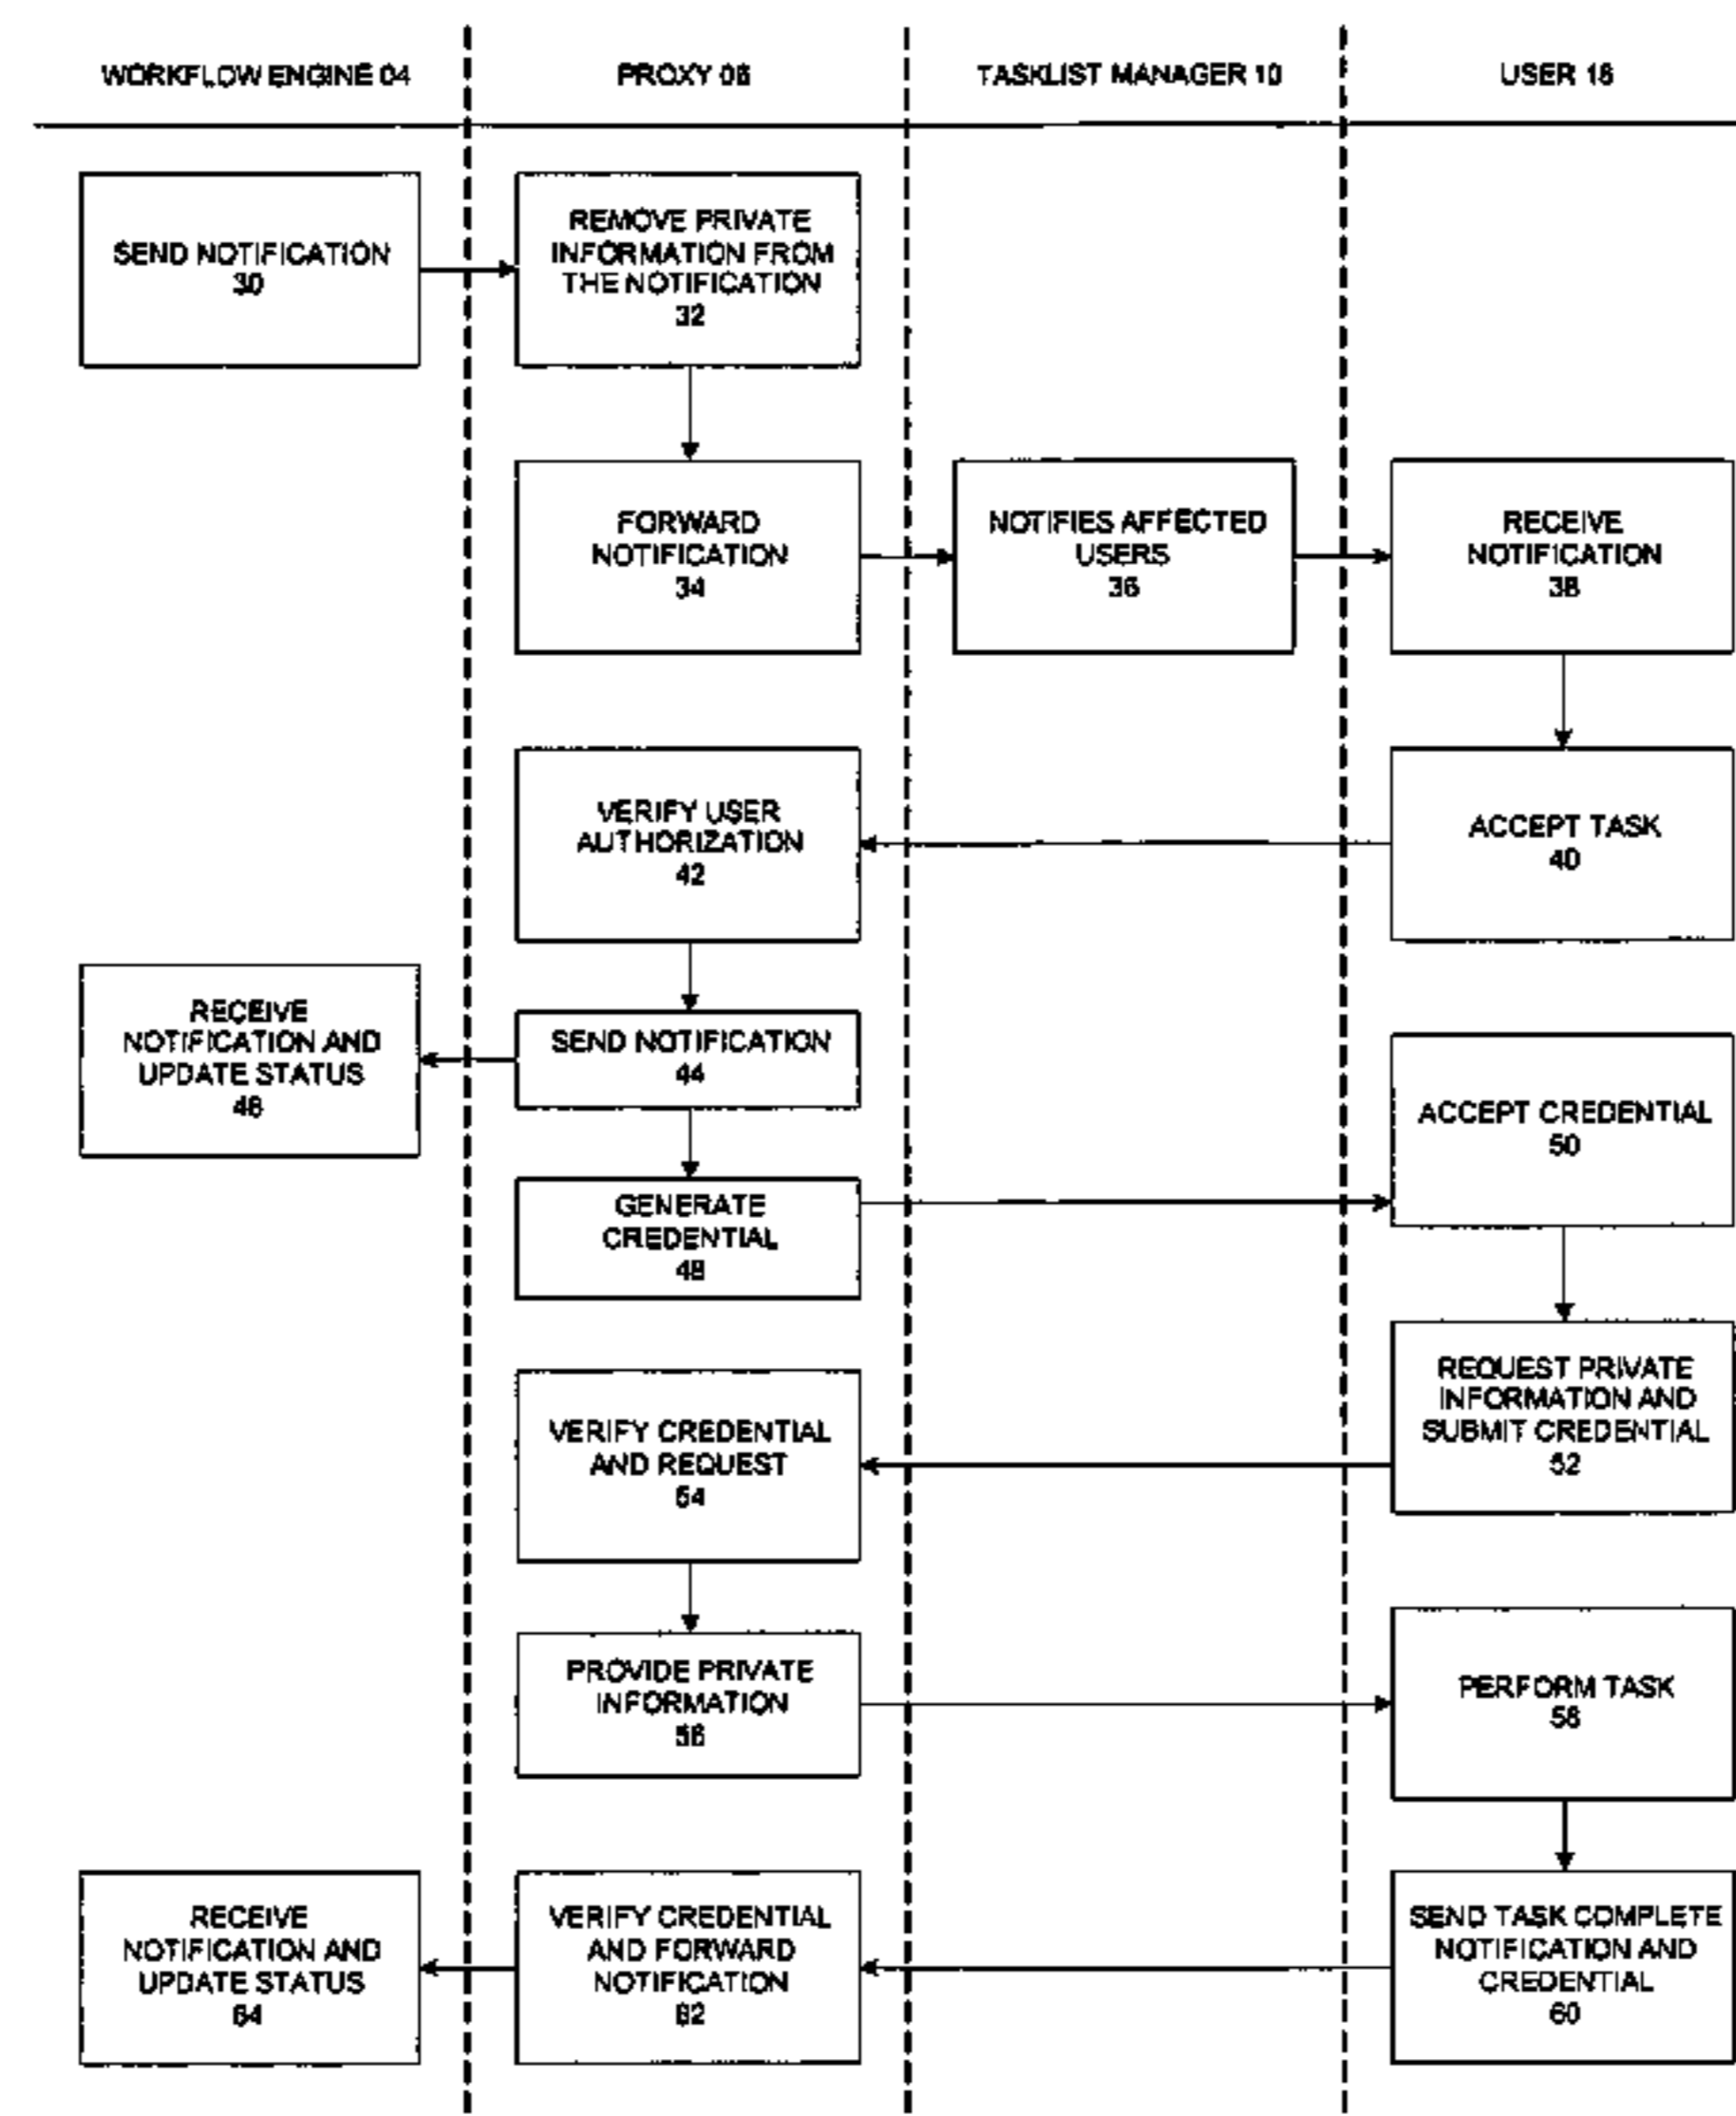 WORKFLOW ENGINE 04
PROXY 06
TASKLIST MANAGER 10
USER 16
SEND NOTIFICATION
30
REMOVE PRIVATE
INFORMATION FROM
THE NOTIFICATION
32
FORWARD
NOTIFICATION
34
NOTIFIES AFFECTED
USERS
36
RECEIVE
NOTIFICATION
38
VERIFY USER
AUTHORIZATION
42
ACCEPT TASK
40
RECEIVE
NOTIFICATION AND
UPDATE STATUS
46
SEND NOTIFICATION
44
ACCEPT CREDENTIAL
50
GENERATE
CREDENTIAL
48
REQUEST PRIVATE
INFORMATION AND
SUBMIT CREDENTIAL
52
VERIFY CREDENTIAL
AND REQUEST
54
PROVIDE PRIVATE
INFORMATION
56
PERFORM TASK
58
RECEIVE
NOTIFICATION AND
UPDATE STATUS
64
VERIFY CREDENTIAL
AND FORWARD
NOTIFICATION
62
SEND TASK COMPLETE
NOTIFICATION AND
CREDENTIAL
60